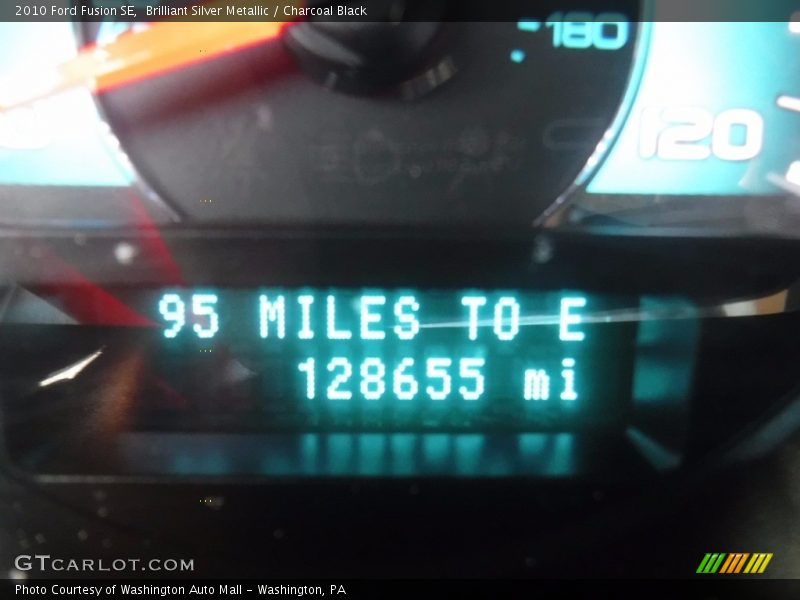 2010 Ford Fusion SE, Brilliant Silver Metallic / Charcoal Black
180
120
95 MILES TO E
128655 mi
GTCARLOT.COM
Photo Courtesy of Washington Auto Mall - Washington, PA